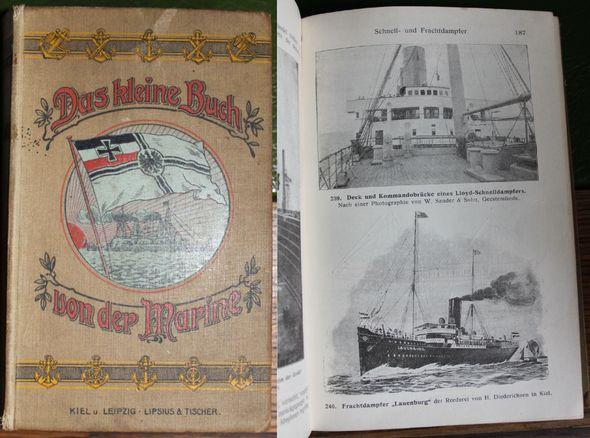 Das kleine Buch
von der Marine
KIEL u. LEIPZIG - LIPSIUS & TISCHER.
Schnell- und Frachtdampfer
187
239. Deck und Kommandobrücke eines Lloyd-Schnelldampfers.
Nach einer Photographie von W. Sander & Sohn, Geestemünde.
240. Frachtdampfer „Lauenburg" der Reederei von H. Diederichsen in Kiel.